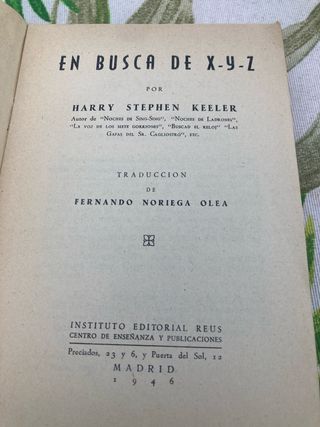 EN BUSCA DE X-Y-Z
POR
HARRY STEPHEN KEELER
Autor de "Noches de Sing-Sing", "Noches de Ladrones",
"La voz de los siete gorriones", "Buscad el reloj" "Las
Gafas del Sr. Cagliostro", etc.
TRADUCCION
DE
FERNANDO NORIEGA OLEA
INSTITUTO EDITORIAL REUS
CENTRO DE ENSEÑANZA Y PUBLICACIONES
Preciados, 23 y 6, y Puerta del Sol, 12
MADRID
1946